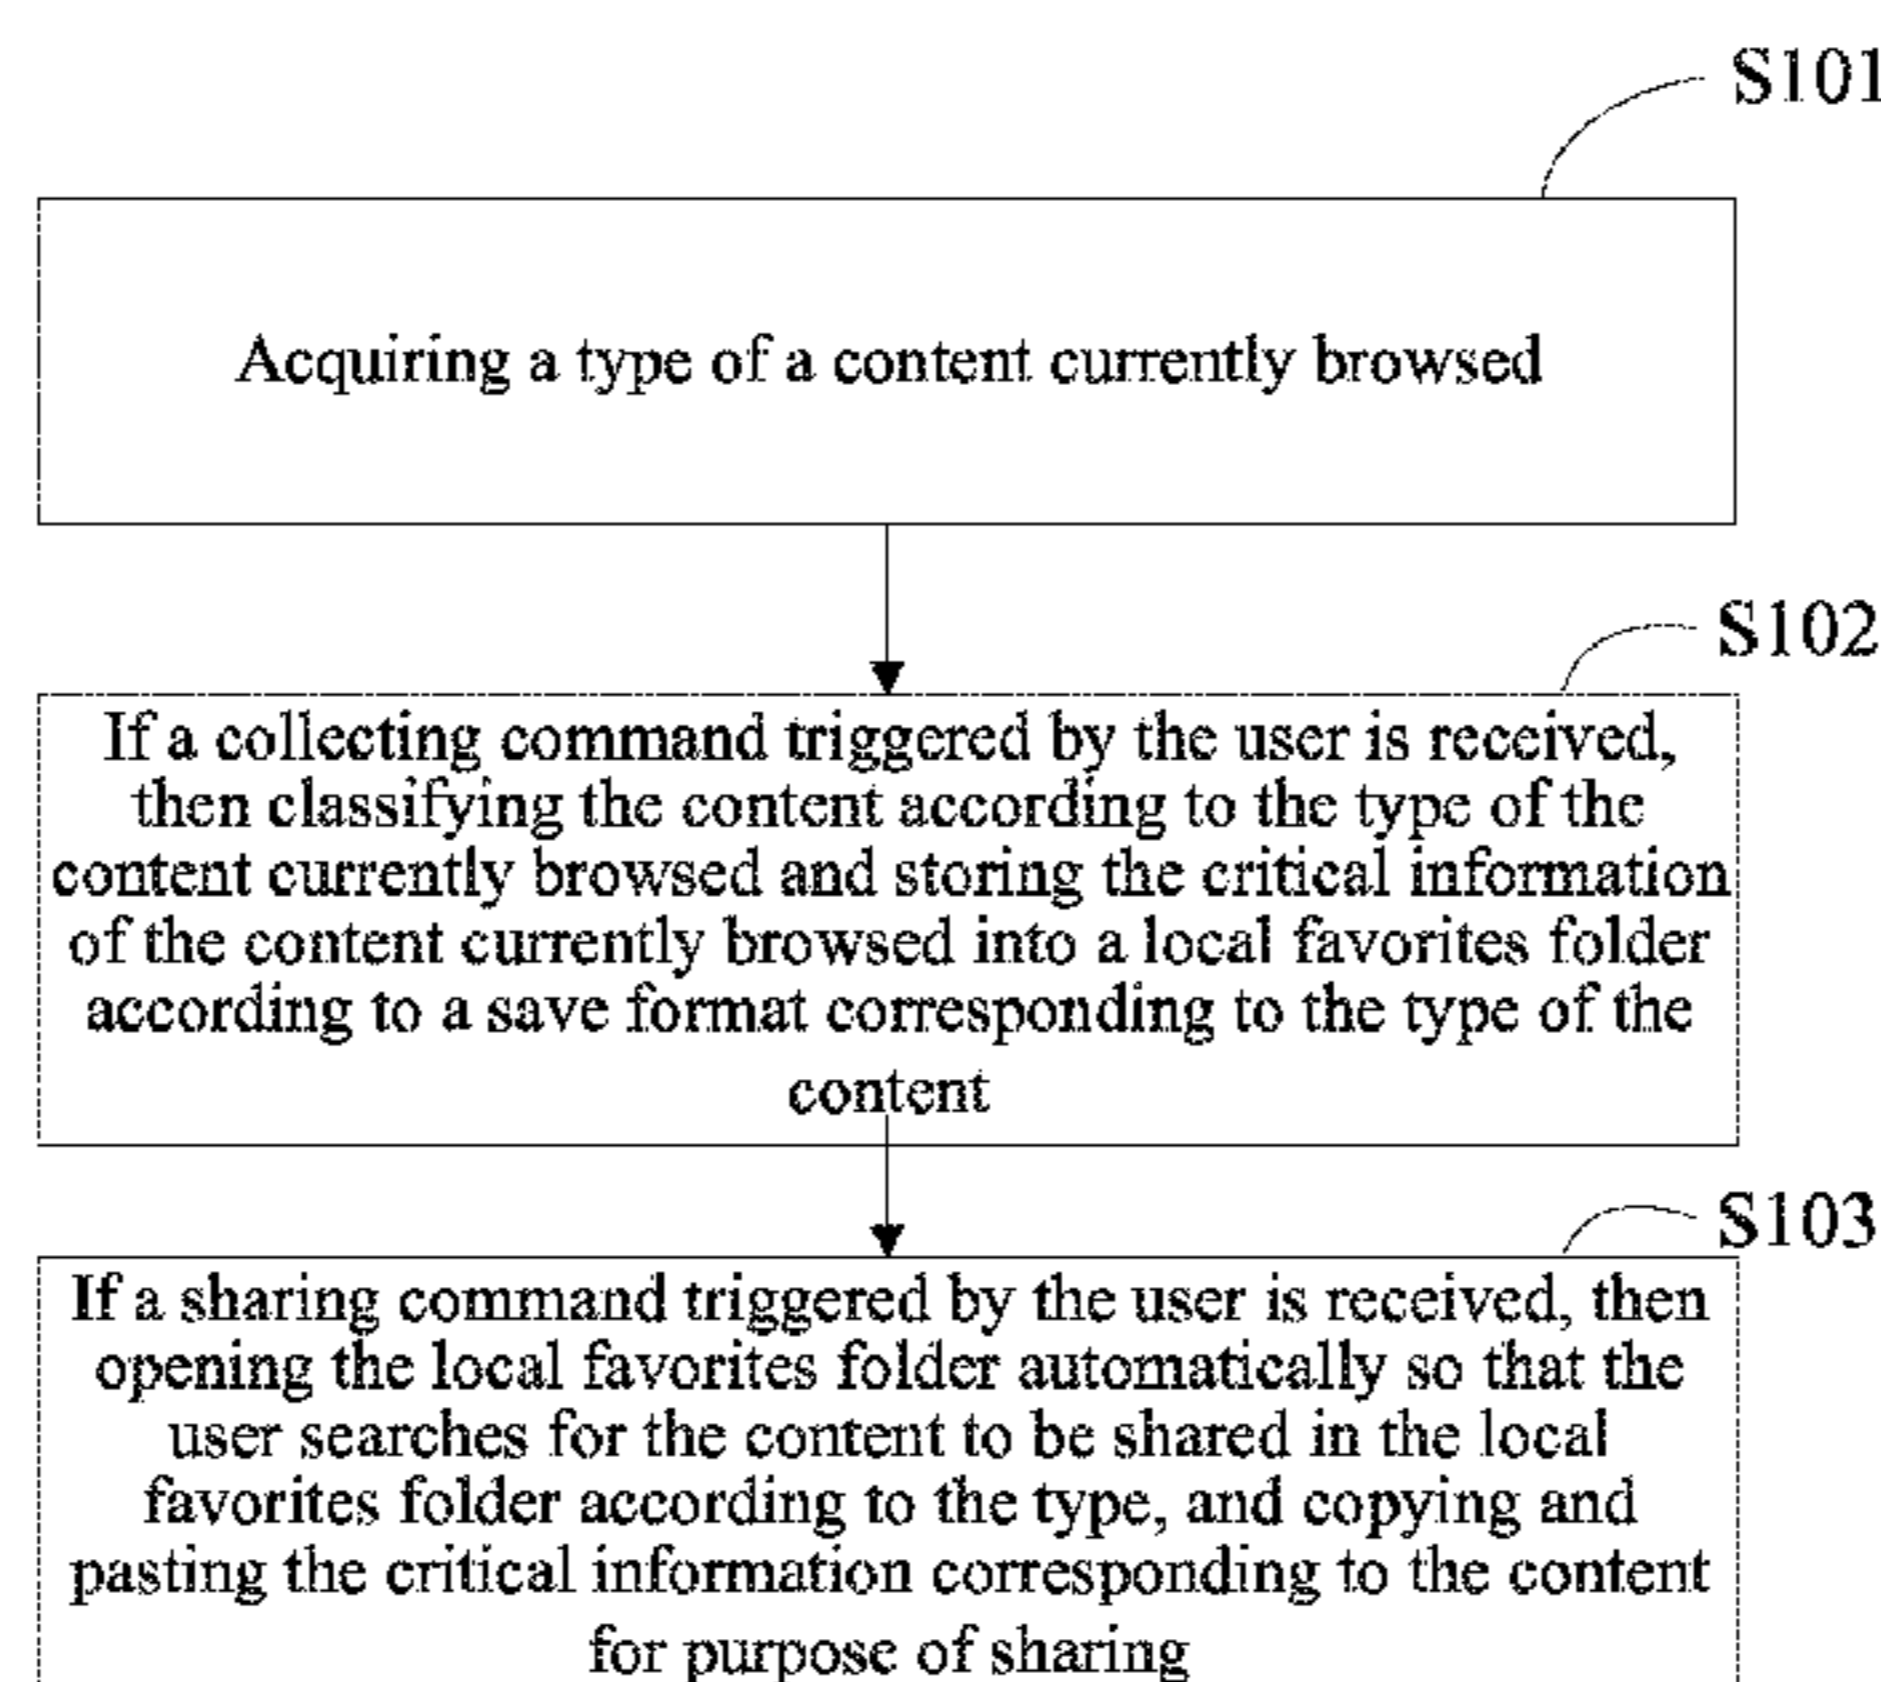 S101
Acquiring a type of a content currently browsed
S102
If a collecting command triggered by the user is received,
then classifying the content according to the type of the
content currently browsed and storing the critical information
of the content currently browsed into a local favorites folder
according to a save format corresponding to the type of the
content
S103
If a sharing command triggered by the user is received, then
opening the local favorites folder automatically so that the
user searches for the content to be shared in the local
favorites folder according to the type, and copying and
pasting the critical information corresponding to the content
for purpose of sharing